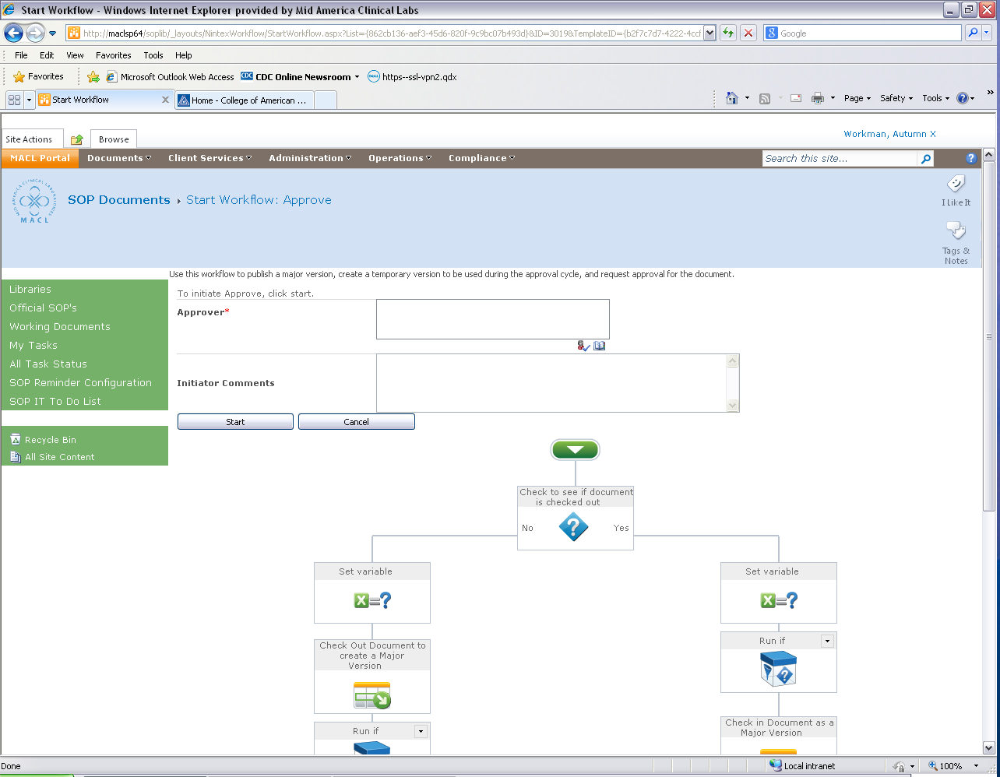 Start Workflow - Windows Internet Explorer provided by Mid America Clinical Labs
http://maclsp64/soplib/_layouts/NintexWorkflow/StartWorkflow.aspx?List={862cb136-aef3-45d6-820f-9c9bc07b493d}&ID=3019&TemplateID={b2f7c7d7-4222-4ccf
Google
File Edit View Favorites Tools Help
Favorites Microsoft Outlook Web Access CDC CDC Online Newsroom https--ssl-vpn2.qdx
Start Workflow X Home - College of American ... Page Safety Tools
Site Actions Browse Workman, Autumn X
MACL Portal Documents Client Services Administration Operations Compliance Search this site...
MID AMERICA CLINICAL LABORATORIES
MACL
SOP Documents Start Workflow: Approve
I Like It
Tags &
Notes
Use this workflow to publish a major version, create a temporary version to be used during the approval cycle, and request approval for the document.
Libraries
Official SOP's
Working Documents
My Tasks
All Task Status
SOP Reminder Configuration
SOP IT To Do List
Recycle Bin
All Site Content
To initiate Approve, click start.
Approver*
Initiator Comments
Start Cancel
Check to see if document
is checked out
No Yes
Set variable
Set variable
Check Out Document to
create a Major
Version
Run if
Run if
Check in Document as a
Major Version
Done Local intranet 100%